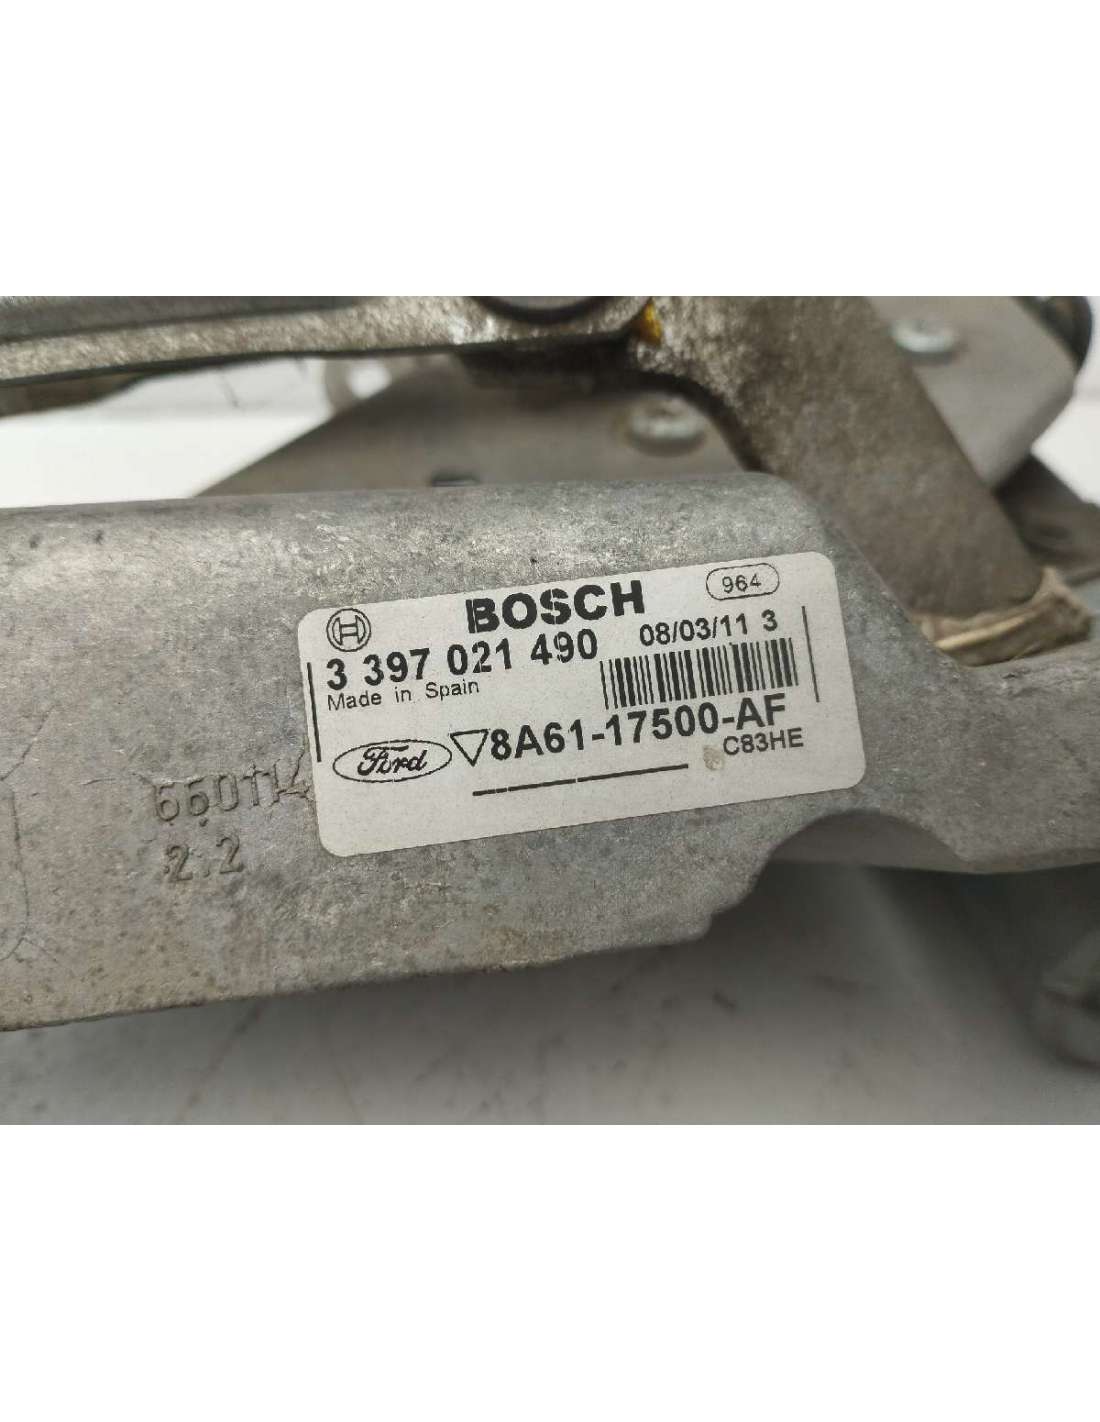 BOSCH 964
3 397 021 490 08/03/11 3
Made in Spain
Ford 8A61-17500-AF
C83HE
660114
2.2